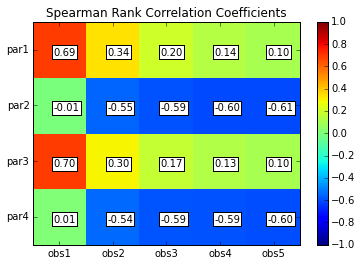 Spearman Rank Correlation Coefficients
par1 0.69 0.34 0.20 0.14 0.10
par2 -0.01 -0.55 -0.59 -0.60 -0.61
par3 0.70 0.30 0.17 0.13 0.10
par4 0.01 -0.54 -0.59 -0.59 -0.60
obs1 obs2 obs3 obs4 obs5
1.0
0.8
0.6
0.4
0.2
0.0
−0.2
−0.4
−0.6
−0.8
−1.0